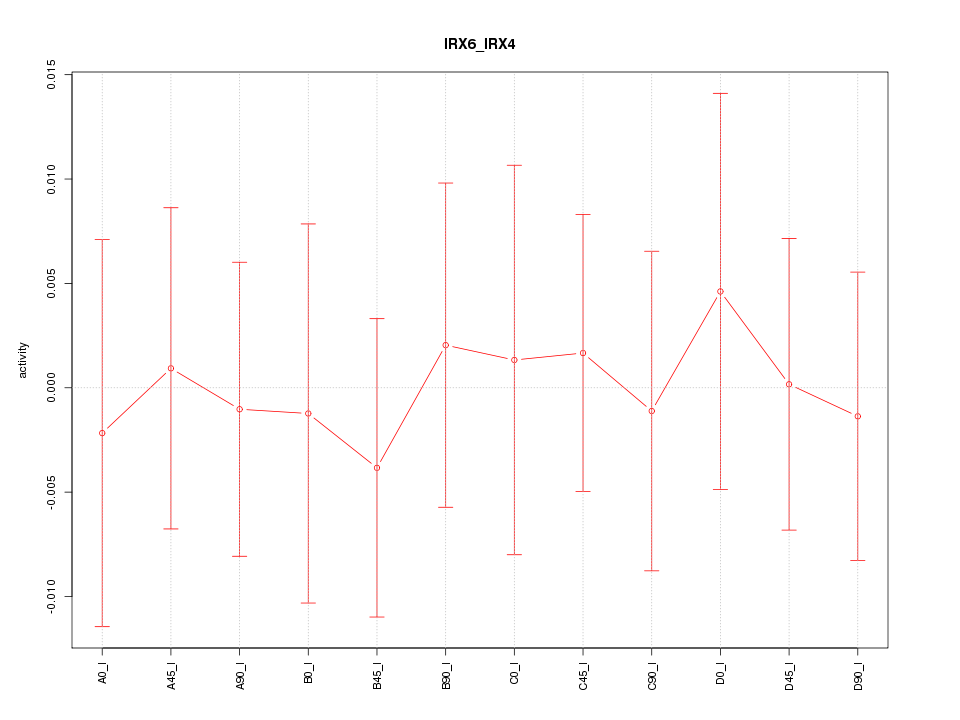 IRX6_IRX4
activity
0.015
0.010
0.005
0.000
-0.005
-0.010
A0_I
A45_I
A90_I
B0_I
B45_I
B90_I
C0_I
C45_I
C90_I
D0_I
D45_I
D90_I